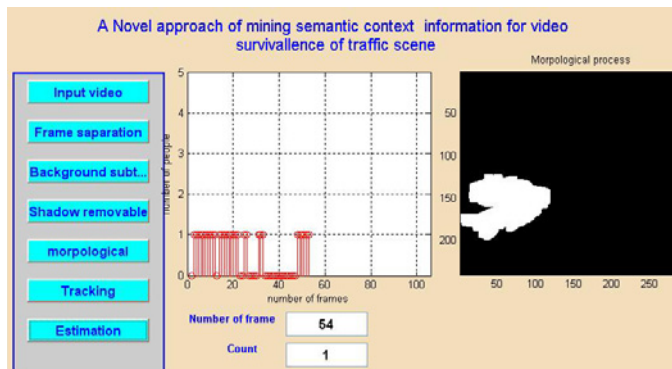 A Novel approach of mining semantic context information for video
survivallence of traffic scene
Input video
Frame saparation
Background subt...
Shadow removable
morpological
Tracking
Estimation
5
4
3
2
1
0
number of people
0 20 40 60 80 100
number of frames
Number of frame 54
Count 1
Morpological process
50
100
150
200
50 100 150 200 250